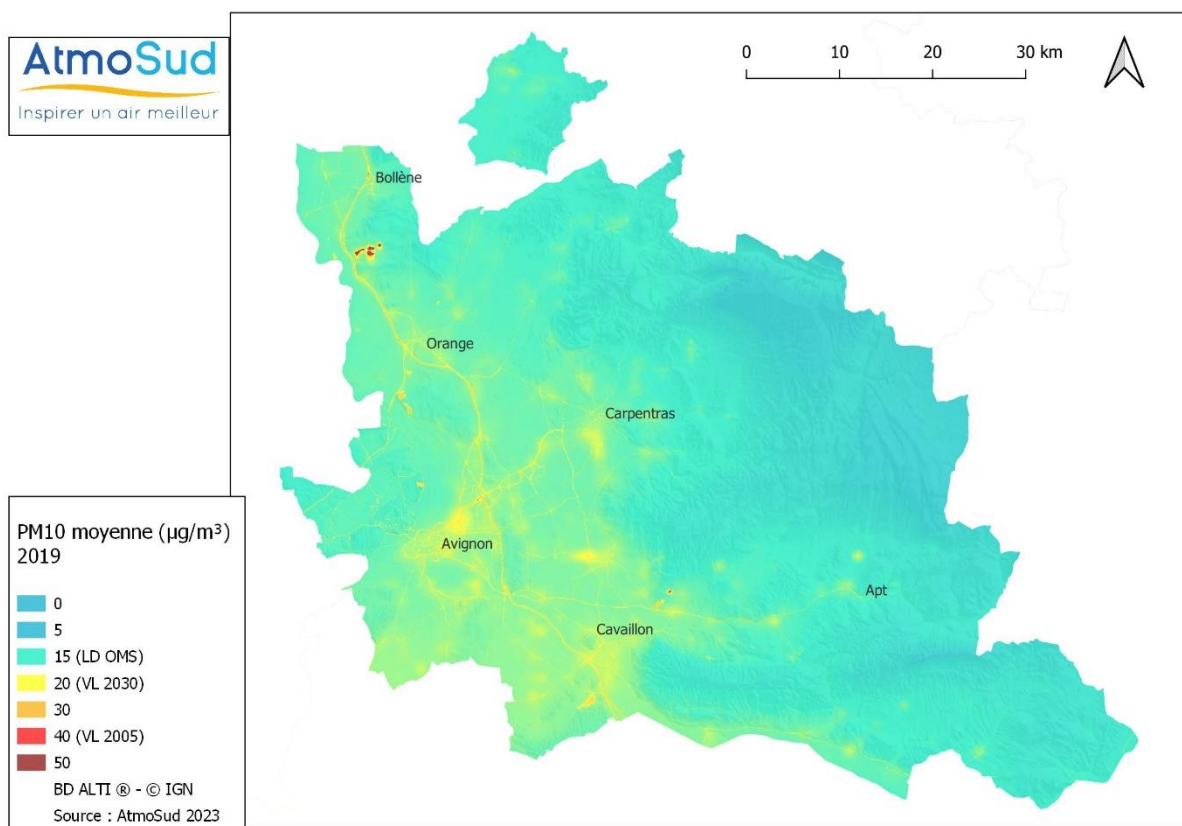 AtmoSud
Inspirer un air meilleur
0 10 20 30 km
Bollène
Orange
Carpentras
Avignon
Apt
Cavaillon
PM10 moyenne (µg/m³)
2019
0
5
15 (LD OMS)
20 (VL 2030)
30
40 (VL 2005)
50
BD ALTI ® - © IGN
Source : AtmoSud 2023